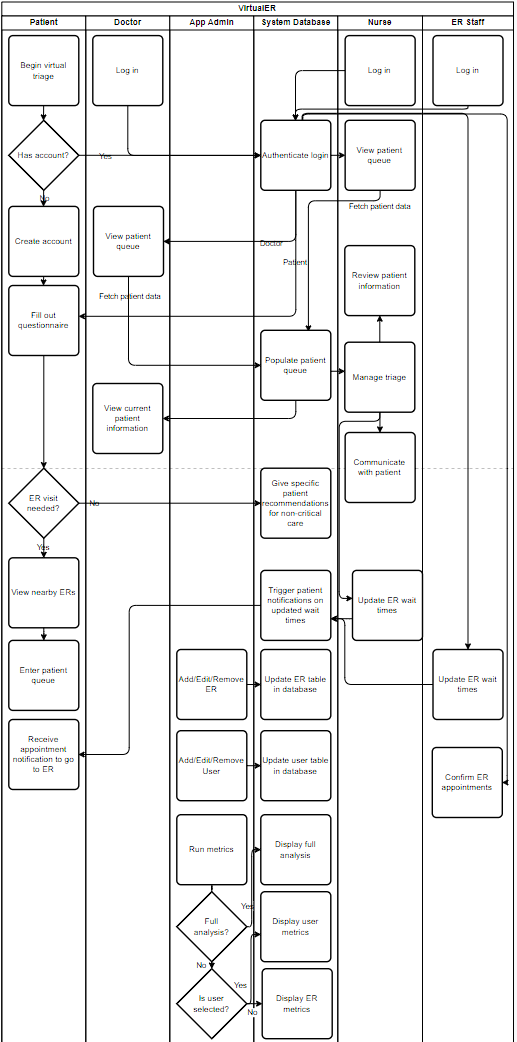 VirtualER
Patient
Doctor
App Admin
System Database
Nurse
ER Staff
Begin virtual
triage
Log in
Log in
Log in
Has account?
Yes
Authenticate login
View patient
queue
No
Fetch patient data
Create account
View patient
queue
Doctor
Patient
Review patient
information
Fetch patient data
Fill out
questionnaire
Populate patient
queue
Manage triage
View current
patient
information
Communicate
with patient
ER visit
needed?
No
Give specific
patient
recommendations
for non-critical
care
Yes
View nearby ERs
Trigger patient
notifications on
updated wait
times
Update ER wait
times
Enter patient
queue
Add/Edit/Remove
ER
Update ER table
in database
Update ER wait
times
Receive
appointment
notification to go
to ER
Add/Edit/Remove
User
Update user table
in database
Confirm ER
appointments
Run metrics
Display full
analysis
Yes
Full
analysis?
Display user
metrics
No
Yes
Is user
selected?
No
Display ER
metrics